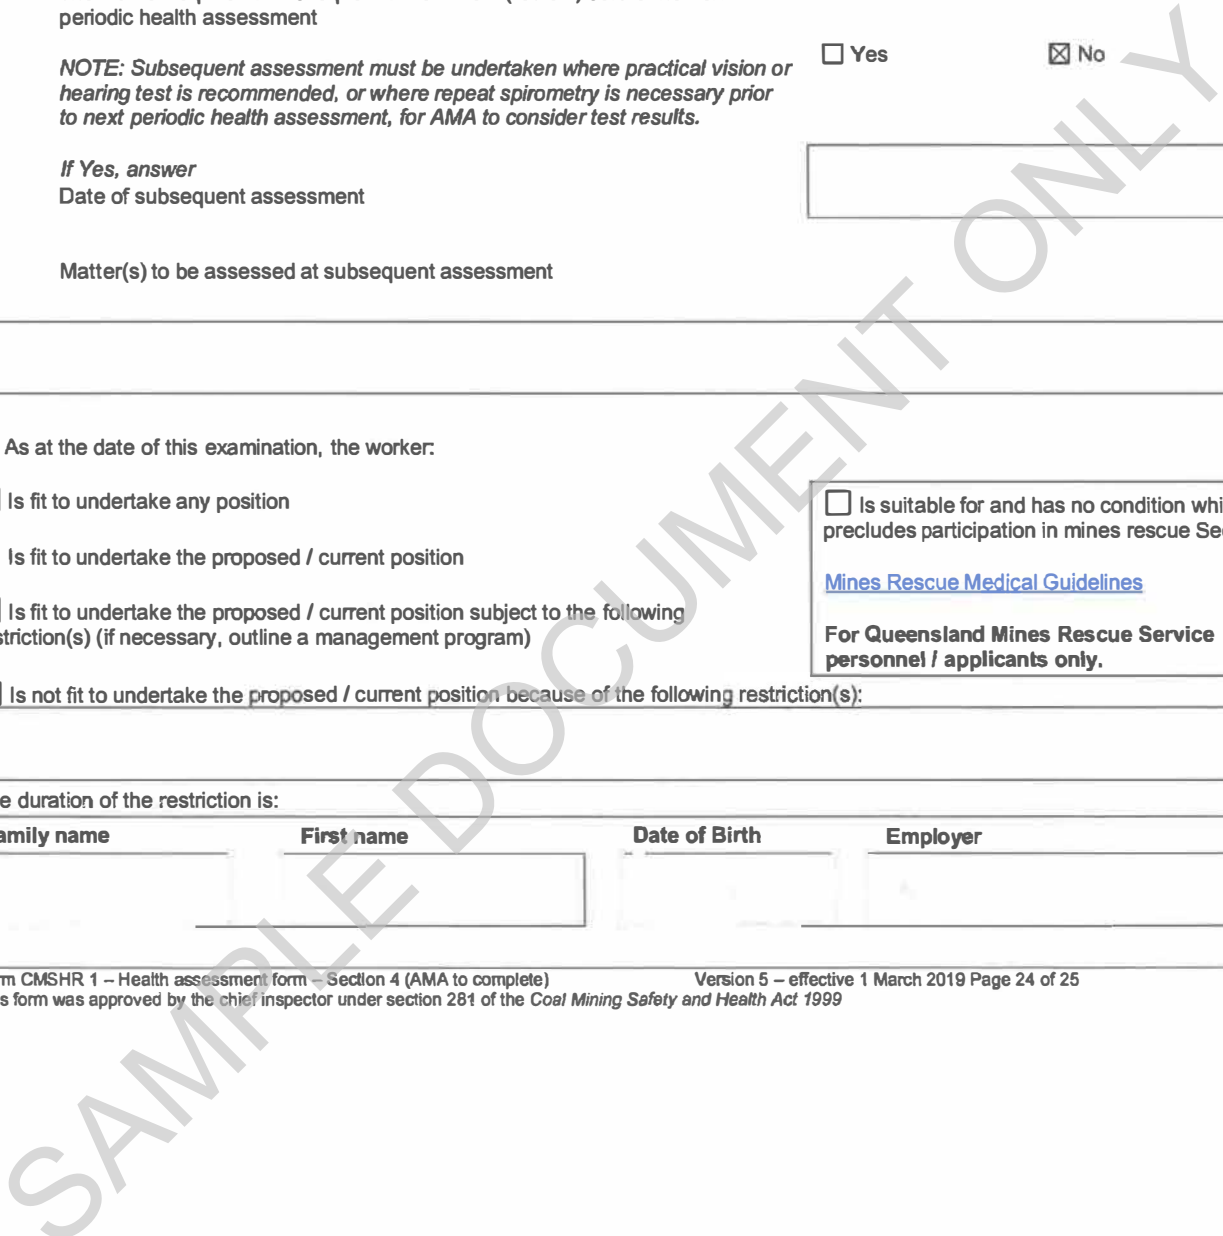 periodic health assessment
☐ Yes ☒ No
NOTE: Subsequent assessment must be undertaken where practical vision or
hearing test is recommended, or where repeat spirometry is necessary prior
to next periodic health assessment, for AMA to consider test results.
If Yes, answer
Date of subsequent assessment
Matter(s) to be assessed at subsequent assessment
As at the date of this examination, the worker:
Is fit to undertake any position
Is fit to undertake the proposed / current position
Is fit to undertake the proposed / current position subject to the following
striction(s) (if necessary, outline a management program)
Is not fit to undertake the proposed / current position because of the following restriction(s):
☐ Is suitable for and has no condition whi
precludes participation in mines rescue Se
Mines Rescue Medical Guidelines
For Queensland Mines Rescue Service
personnel / applicants only.
e duration of the restriction is:
amily name First name Date of Birth Employer
rm CMSHR 1 – Health assessment form – Section 4 (AMA to complete) Version 5 – effective 1 March 2019 Page 24 of 25
s form was approved by the chief inspector under section 281 of the Coal Mining Safety and Health Act 1999
SAMPLE DOCUMENT ONLY